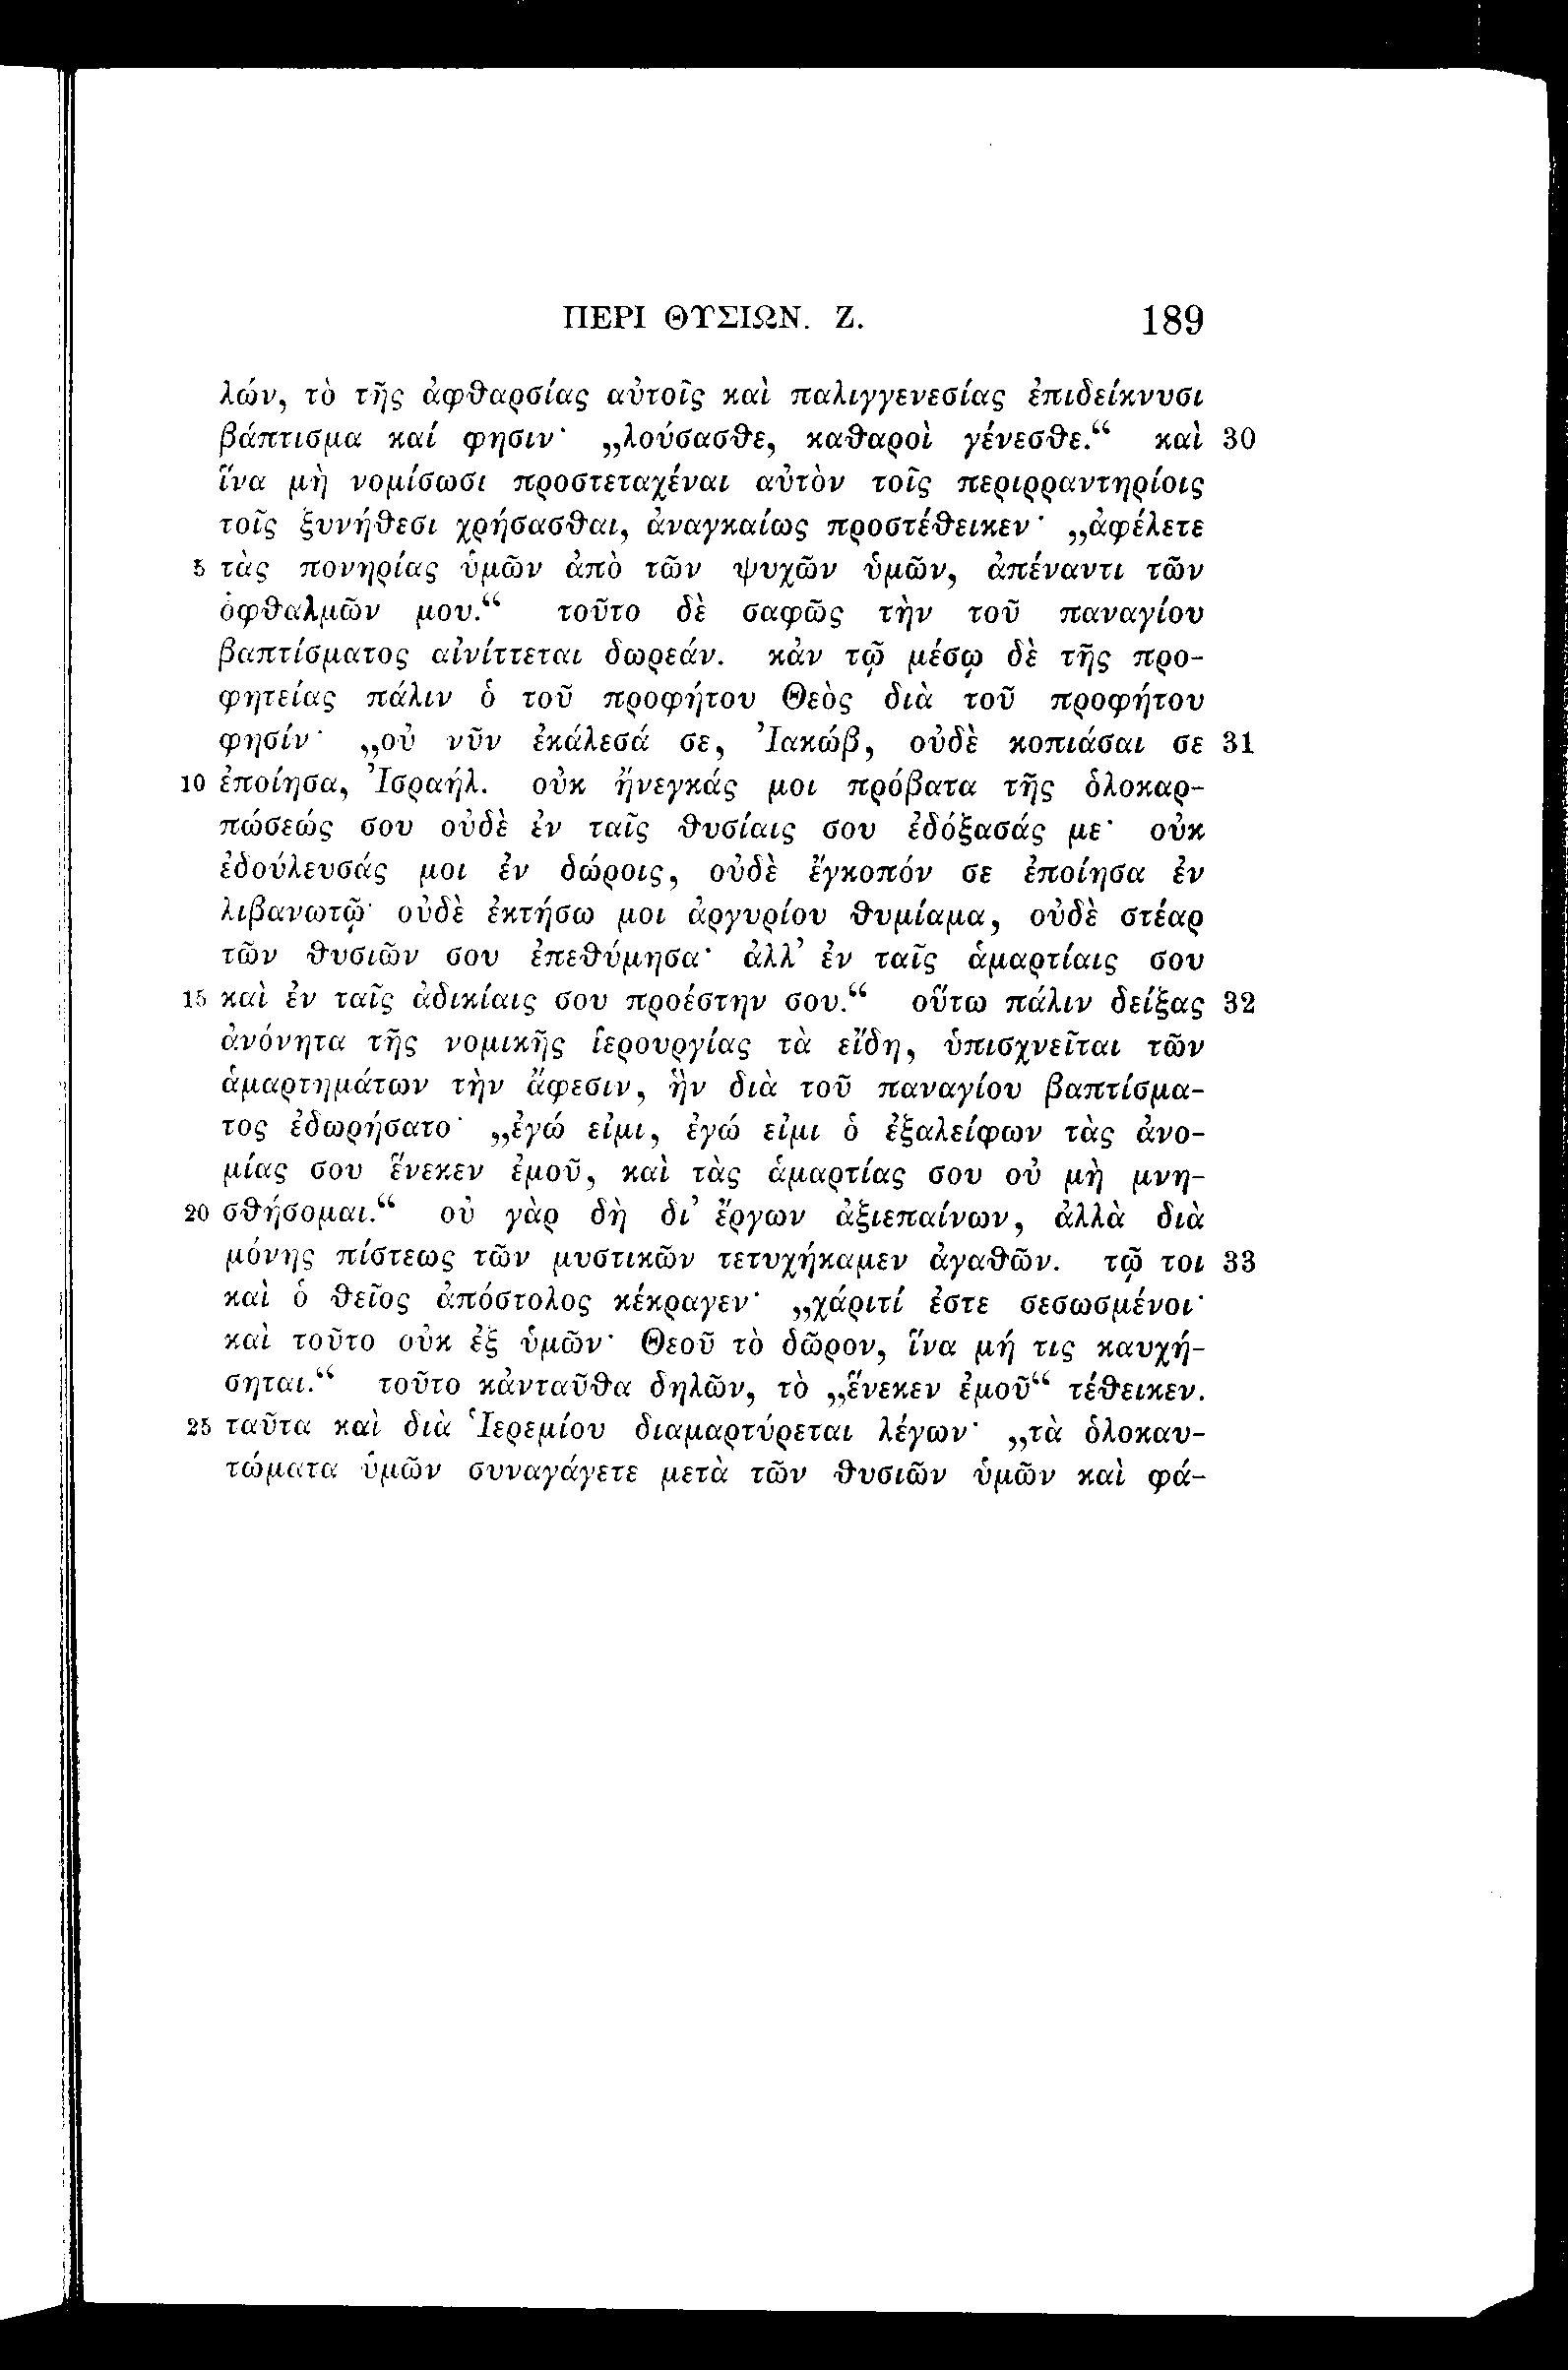 ΠΕΡΙ ΘΥΣΙΩΝ. Ζ. 189
λών, τὸ τῆς ἀφθαρσίας αὐτοῖς καὶ παλιγγενεσίας ἐπιδείκνυσι
βάπτισμα καί φησιν· „λούσασθε, καθαροὶ γένεσθε.“ καὶ 30
ἵνα μὴ νομίσωσι προστεταχέναι αὐτὸν τοῖς περιρραντηρίοις
τοῖς ξυνήθεσι χρήσασθαι, ἀναγκαίως προστέθεικεν· „ἀφέλετε
5 τὰς πονηρίας ὑμῶν ἀπὸ τῶν ψυχῶν ὑμῶν, ἀπέναντι τῶν
ὀφθαλμῶν μου.“ τοῦτο δὲ σαφῶς τὴν τοῦ παναγίου
βαπτίσματος αἰνίττεται δωρεάν. κἀν τῷ μέσῳ δὲ τῆς προ-
φητείας πάλιν ὁ τοῦ προφήτου Θεὸς διὰ τοῦ προφήτου
φησίν· „οὐ νῦν ἐκάλεσά σε, Ἰακώβ, οὐδὲ κοπιάσαι σε 31
10 ἐποίησα, Ἰσραήλ. οὐκ ἤνεγκάς μοι πρόβατα τῆς ὁλοκαρ-
πώσεώς σου οὐδὲ ἐν ταῖς θυσίαις σου ἐδόξασάς με· οὐκ
ἐδούλευσάς μοι ἐν δώροις, οὐδὲ ἔγκοπόν σε ἐποίησα ἐν
λιβανωτῷ· οὐδὲ ἐκτήσω μοι ἀργυρίου θυμίαμα, οὐδὲ στέαρ
τῶν θυσιῶν σου ἐπεθύμησα· ἀλλ’ ἐν ταῖς ἁμαρτίαις σου
15 καὶ ἐν ταῖς ἀδικίαις σου προέστην σου.“ οὕτω πάλιν δείξας 32
ἀνόνητα τῆς νομικῆς ἱερουργίας τὰ εἴδη, ὑπισχνεῖται τῶν
ἁμαρτημάτων τὴν ἄφεσιν, ἣν διὰ τοῦ παναγίου βαπτίσμα-
τος ἐδωρήσατο· „ἐγώ εἰμι, ἐγώ εἰμι ὁ ἐξαλείφων τὰς ἀνο-
μίας σου ἕνεκεν ἐμοῦ, καὶ τὰς ἁμαρτίας σου οὐ μὴ μνη-
20 σθήσομαι.“ οὐ γὰρ δὴ δι’ ἔργων ἀξιεπαίνων, ἀλλὰ διὰ
μόνης πίστεως τῶν μυστικῶν τετυχήκαμεν ἀγαθῶν. τῷ τοι 33
καὶ ὁ θεῖος ἀπόστολος κέκραγεν· „χάριτί ἐστε σεσωσμένοι·
καὶ τοῦτο οὐκ ἐξ ὑμῶν· Θεοῦ τὸ δῶρον, ἵνα μή τις καυχή-
σηται.“ τοῦτο κἀνταῦθα δηλῶν, τὸ „ἕνεκεν ἐμοῦ“ τέθεικεν.
25 ταῦτα καὶ διὰ Ἱερεμίου διαμαρτύρεται λέγων· „τὰ ὁλοκαυ-
τώματα ὑμῶν συναγάγετε μετὰ τῶν θυσιῶν ὑμῶν καὶ φά-